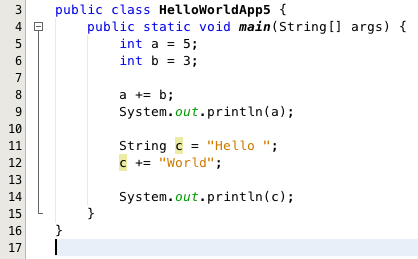 3 public class HelloWorldApp5 {
4 public static void main(String[] args) {
5 int a = 5;
6 int b = 3;
7
8 a += b;
9 System.out.println(a);
10
11 String c = "Hello ";
12 c += "World";
13
14 System.out.println(c);
15 }
16 }
17